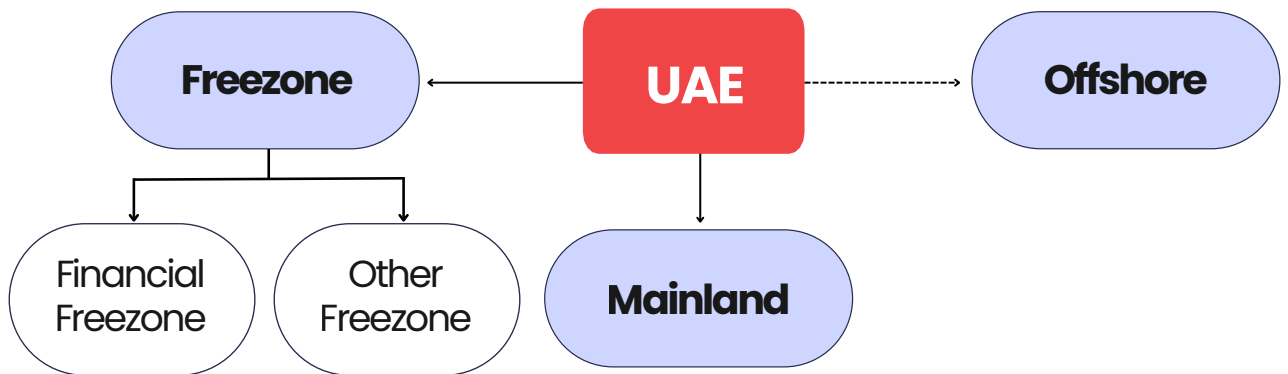 Freezone
UAE
Offshore
Financial
Freezone
Other
Freezone
Mainland